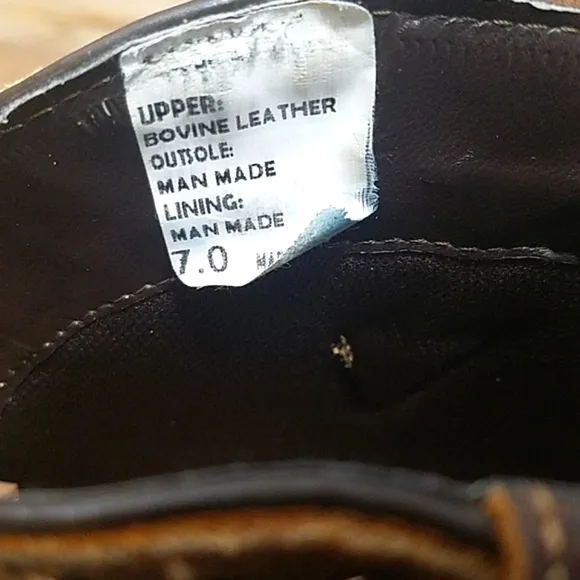 UPPER:
BOVINE LEATHER
OUTSOLE:
MAN MADE
LINING:
MAN MADE
7.0